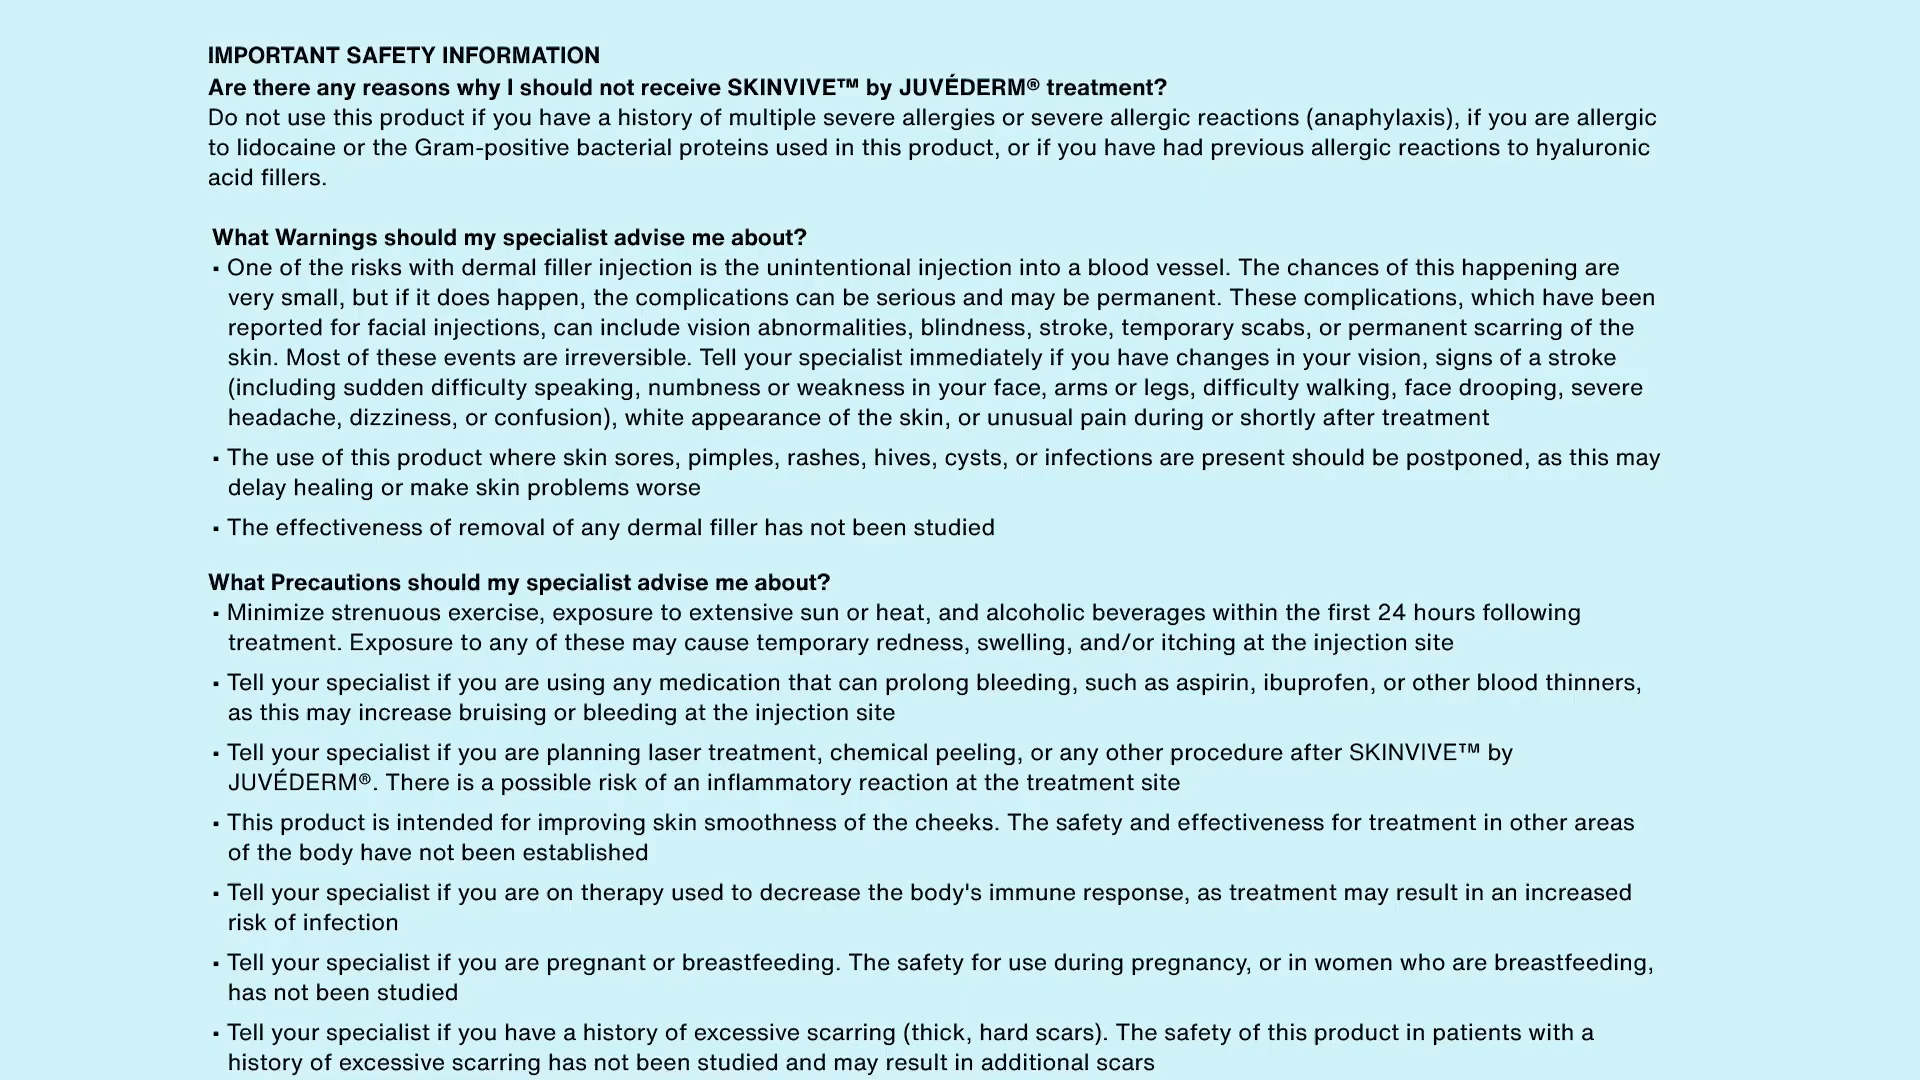 IMPORTANT SAFETY INFORMATION
Are there any reasons why I should not receive SKINVIVE™ by JUVÉDERM® treatment?
Do not use this product if you have a history of multiple severe allergies or severe allergic reactions (anaphylaxis), if you are allergic
to lidocaine or the Gram-positive bacterial proteins used in this product, or if you have had previous allergic reactions to hyaluronic
acid fillers.
What Warnings should my specialist advise me about?
▪ One of the risks with dermal filler injection is the unintentional injection into a blood vessel. The chances of this happening are
very small, but if it does happen, the complications can be serious and may be permanent. These complications, which have been
reported for facial injections, can include vision abnormalities, blindness, stroke, temporary scabs, or permanent scarring of the
skin. Most of these events are irreversible. Tell your specialist immediately if you have changes in your vision, signs of a stroke
(including sudden difficulty speaking, numbness or weakness in your face, arms or legs, difficulty walking, face drooping, severe
headache, dizziness, or confusion), white appearance of the skin, or unusual pain during or shortly after treatment
▪ The use of this product where skin sores, pimples, rashes, hives, cysts, or infections are present should be postponed, as this may
delay healing or make skin problems worse
▪ The effectiveness of removal of any dermal filler has not been studied
What Precautions should my specialist advise me about?
▪ Minimize strenuous exercise, exposure to extensive sun or heat, and alcoholic beverages within the first 24 hours following
treatment. Exposure to any of these may cause temporary redness, swelling, and/or itching at the injection site
▪ Tell your specialist if you are using any medication that can prolong bleeding, such as aspirin, ibuprofen, or other blood thinners,
as this may increase bruising or bleeding at the injection site
▪ Tell your specialist if you are planning laser treatment, chemical peeling, or any other procedure after SKINVIVE™ by
JUVÉDERM®. There is a possible risk of an inflammatory reaction at the treatment site
▪ This product is intended for improving skin smoothness of the cheeks. The safety and effectiveness for treatment in other areas
of the body have not been established
▪ Tell your specialist if you are on therapy used to decrease the body's immune response, as treatment may result in an increased
risk of infection
▪ Tell your specialist if you are pregnant or breastfeeding. The safety for use during pregnancy, or in women who are breastfeeding,
has not been studied
▪ Tell your specialist if you have a history of excessive scarring (thick, hard scars). The safety of this product in patients with a
history of excessive scarring has not been studied and may result in additional scars